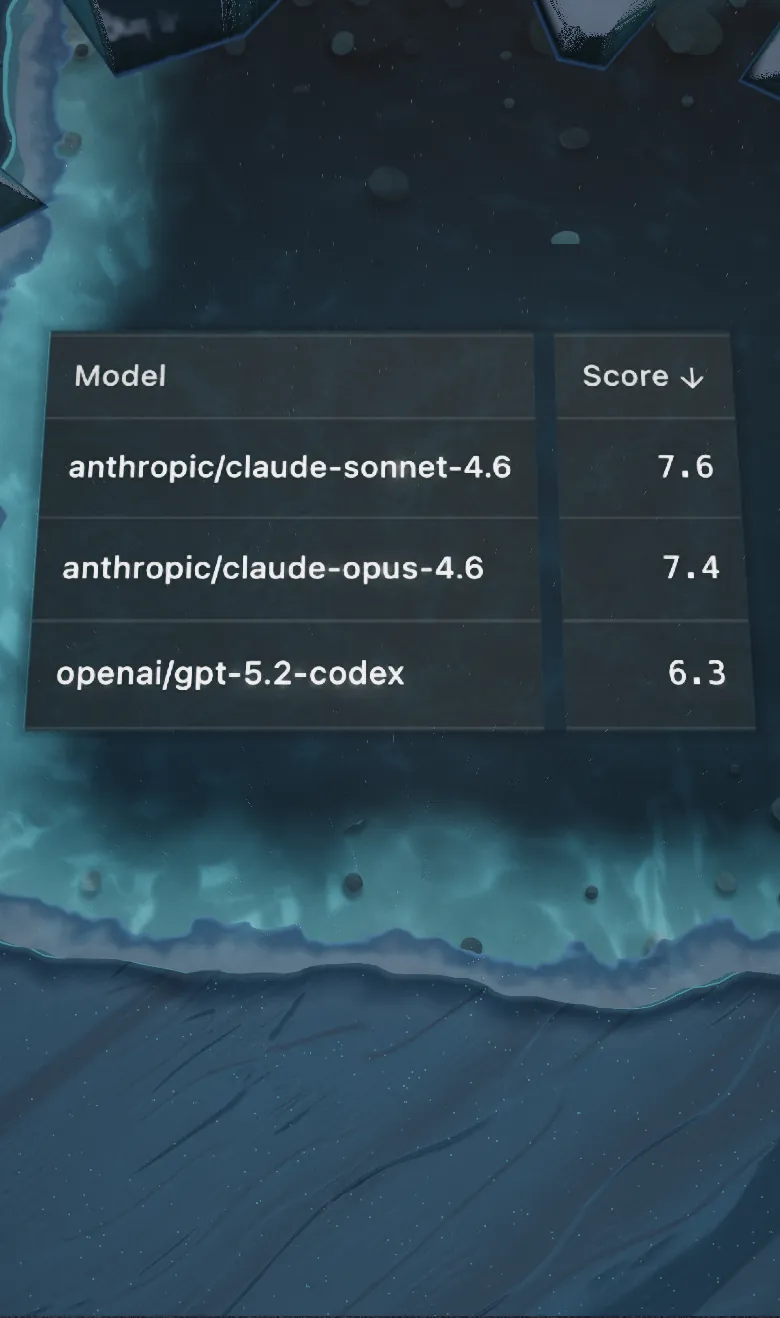 Model Score ↓
anthropic/claude-sonnet-4.6 7.6
anthropic/claude-opus-4.6 7.4
openai/gpt-5.2-codex 6.3